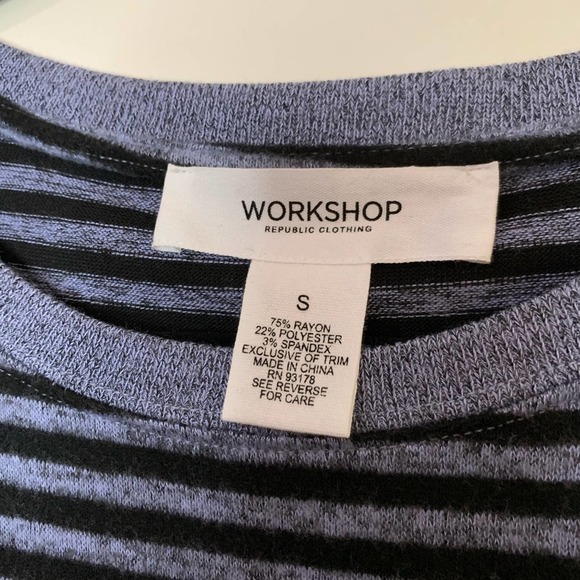 WORKSHOP
REPUBLIC CLOTHING
S
75% RAYON
22% POLYESTER
3% SPANDEX
EXCLUSIVE OF TRIM
MADE IN CHINA
RN 93178
SEE REVERSE
FOR CARE